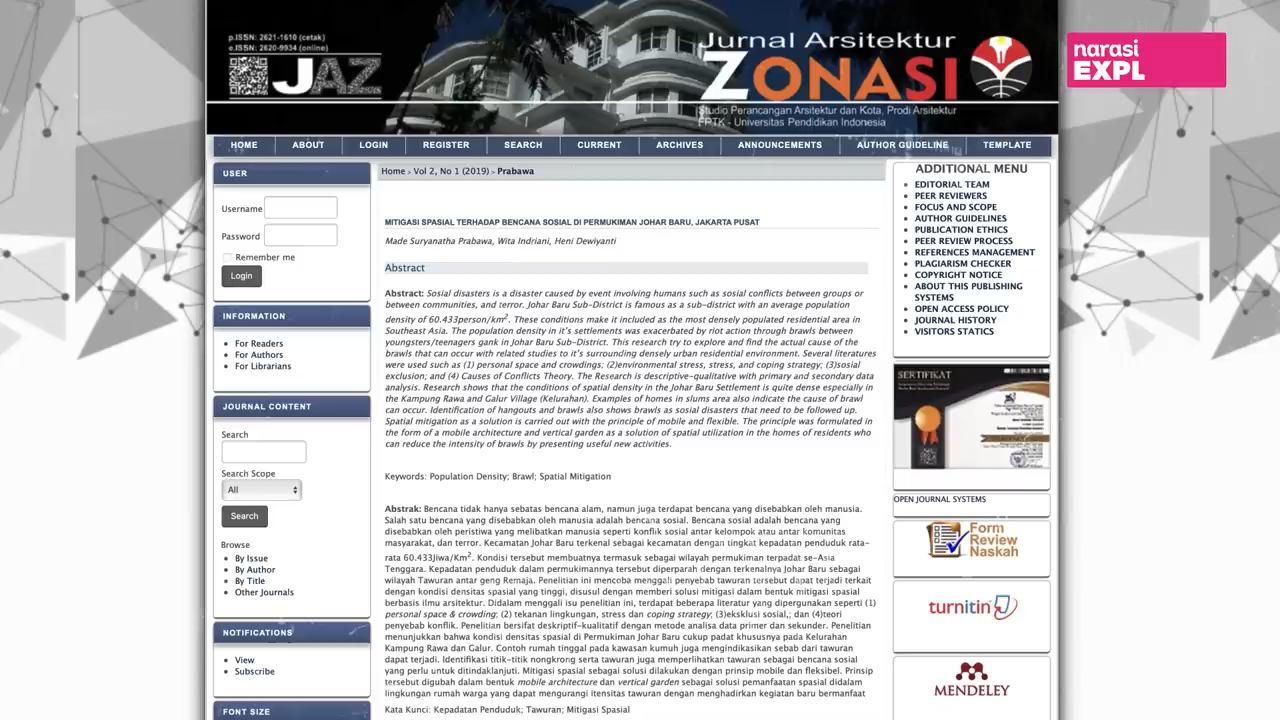 p.ISSN: 2621-1610 (cetak)
e.ISSN: 2620-9934 (online)
JAZ
Jurnal Arsitektur
ZONASI
Studio Perancangan Arsitektur dan Kota, Prodi Arsitektur
FPTK - Universitas Pendidikan Indonesia
narasi
EXPL
HOME
ABOUT
LOGIN
REGISTER
SEARCH
CURRENT
ARCHIVES
ANNOUNCEMENTS
AUTHOR GUIDELINE
TEMPLATE
USER
Username
Password
Remember me
Login
INFORMATION
For Readers
For Authors
For Librarians
JOURNAL CONTENT
Search
Search Scope
All
Search
Browse
By Issue
By Author
By Title
Other Journals
NOTIFICATIONS
View
Subscribe
FONT SIZE
Home > Vol 2, No 1 (2019) > Prabawa
MITIGASI SPASIAL TERHADAP BENCANA SOSIAL DI PERMUKIMAN JOHAR BARU, JAKARTA PUSAT
Made Suryanatha Prabawa, Wita Indriani, Heni Dewiyanti
Abstract
Abstract: Sosial disasters is a disaster caused by event involving humans such as social conflicts between groups or
between communities, and terror. Johar Baru Sub-District is famous as a sub-district with an average population
density of 60.433person/km². These conditions make it included as the most densely populated residential area in
Southeast Asia. The population density in it's settlements was exacerbated by riot action through brawls between
youngsters/teenagers gank in Johar Baru Sub-District. This research try to explore and find the actual cause of the
brawls that can occur with related studies to it's surrounding densely urban residential environment. Several literatures
were used such as (1) personal space and crowdings; (2)environmental stress, stress, and coping strategy; (3)sosial
exclusion; and (4) Causes of Conflicts Theory. The Research is descriptive-qualitative with primary and secondary data
analysis. Research shows that the conditions of spatial density in the Johar Baru Settlement is quite dense especially in
the Kampung Rawa and Galur Village (Kelurahan). Examples of homes in slums area also indicate the cause of brawl
can occur. Identification of hangouts and brawls also shows brawls as sosial disasters that need to be followed up.
Spatial mitigation as a solution is carried out with the principle of mobile and flexible. The principle was formulated in
the form of a mobile architecture and vertical garden as a solution of spatial utilization in the homes of residents who
can reduce the intensity of brawls by presenting useful new activities.
Keywords: Population Density; Brawl; Spatial Mitigation
Abstrak: Bencana tidak hanya sebatas bencana alam, namun juga terdapat bencana yang disebabkan oleh manusia.
Salah satu bencana yang disebabkan oleh manusia adalah bencana sosial. Bencana sosial adalah bencana yang
disebabkan oleh peristiwa yang melibatkan manusia seperti konflik sosial antar kelompok atau antar komunitas
masyarakat, dan terror. Kecamatan Johar Baru terkenal sebagai kecamatan dengan tingkat kepadatan penduduk rata-
rata 60.433Jiwa/Km². Kondisi tersebut membuatnya termasuk sebagai wilayah permukiman terpadat se-Asia
Tenggara. Kepadatan penduduk dalam permukimannya tersebut diperparah dengan terkenalnya Johar Baru sebagai
wilayah Tawuran antar geng Remaja. Penelitian ini mencoba menggali penyebab tawuran tersebut dapat terjadi terkait
dengan kondisi densitas spasial yang tinggi, disusul dengan memberi solusi mitigasi dalam bentuk mitigasi spasial
berbasis ilmu arsitektur. Didalam menggali isu penelitian ini, terdapat beberapa literatur yang dipergunakan seperti (1)
personal space & crowding; (2) tekanan lingkungan, stress dan coping strategy; (3)eksklusi sosial,; dan (4)teori
penyebab konflik. Penelitian bersifat deskriptif-kualitatif dengan metode analisa data primer dan sekunder. Penelitian
menunjukkan bahwa kondisi densitas spasial di Permukiman Johar Baru cukup padat khususnya pada Kelurahan
Kampung Rawa dan Galur. Contoh rumah tinggal pada kawasan kumuh juga mengindikasikan sebab dari tawuran
dapat terjadi. Identifikasi titik-titik nongkrong serta tawuran juga memperlihatkan tawuran sebagai bencana sosial
yang perlu untuk ditindaklanjuti. Mitigasi spasial sebagai solusi dilakukan dengan prinsip mobile dan fleksibel. Prinsip
tersebut digubah dalam bentuk mobile architecture dan vertical garden sebagai solusi pemanfaatan spasial didalam
lingkungan rumah warga yang dapat mengurangi itensitas tawuran dengan menghadirkan kegiatan baru bermanfaat
Kata Kunci: Kepadatan Penduduk; Tawuran; Mitigasi Spasial
ADDITIONAL MENU
EDITORIAL TEAM
PEER REVIEWERS
FOCUS AND SCOPE
AUTHOR GUIDELINES
PUBLICATION ETHICS
PEER REVIEW PROCESS
REFERENCES MANAGEMENT
PLAGIARISM CHECKER
COPYRIGHT NOTICE
ABOUT THIS PUBLISHING
SYSTEMS
OPEN ACCESS POLICY
JOURNAL HISTORY
VISITORS STATICS
SERTIFIKAT
OPEN JOURNAL SYSTEMS
Form
Review
Naskah
turnitin
MENDELEY